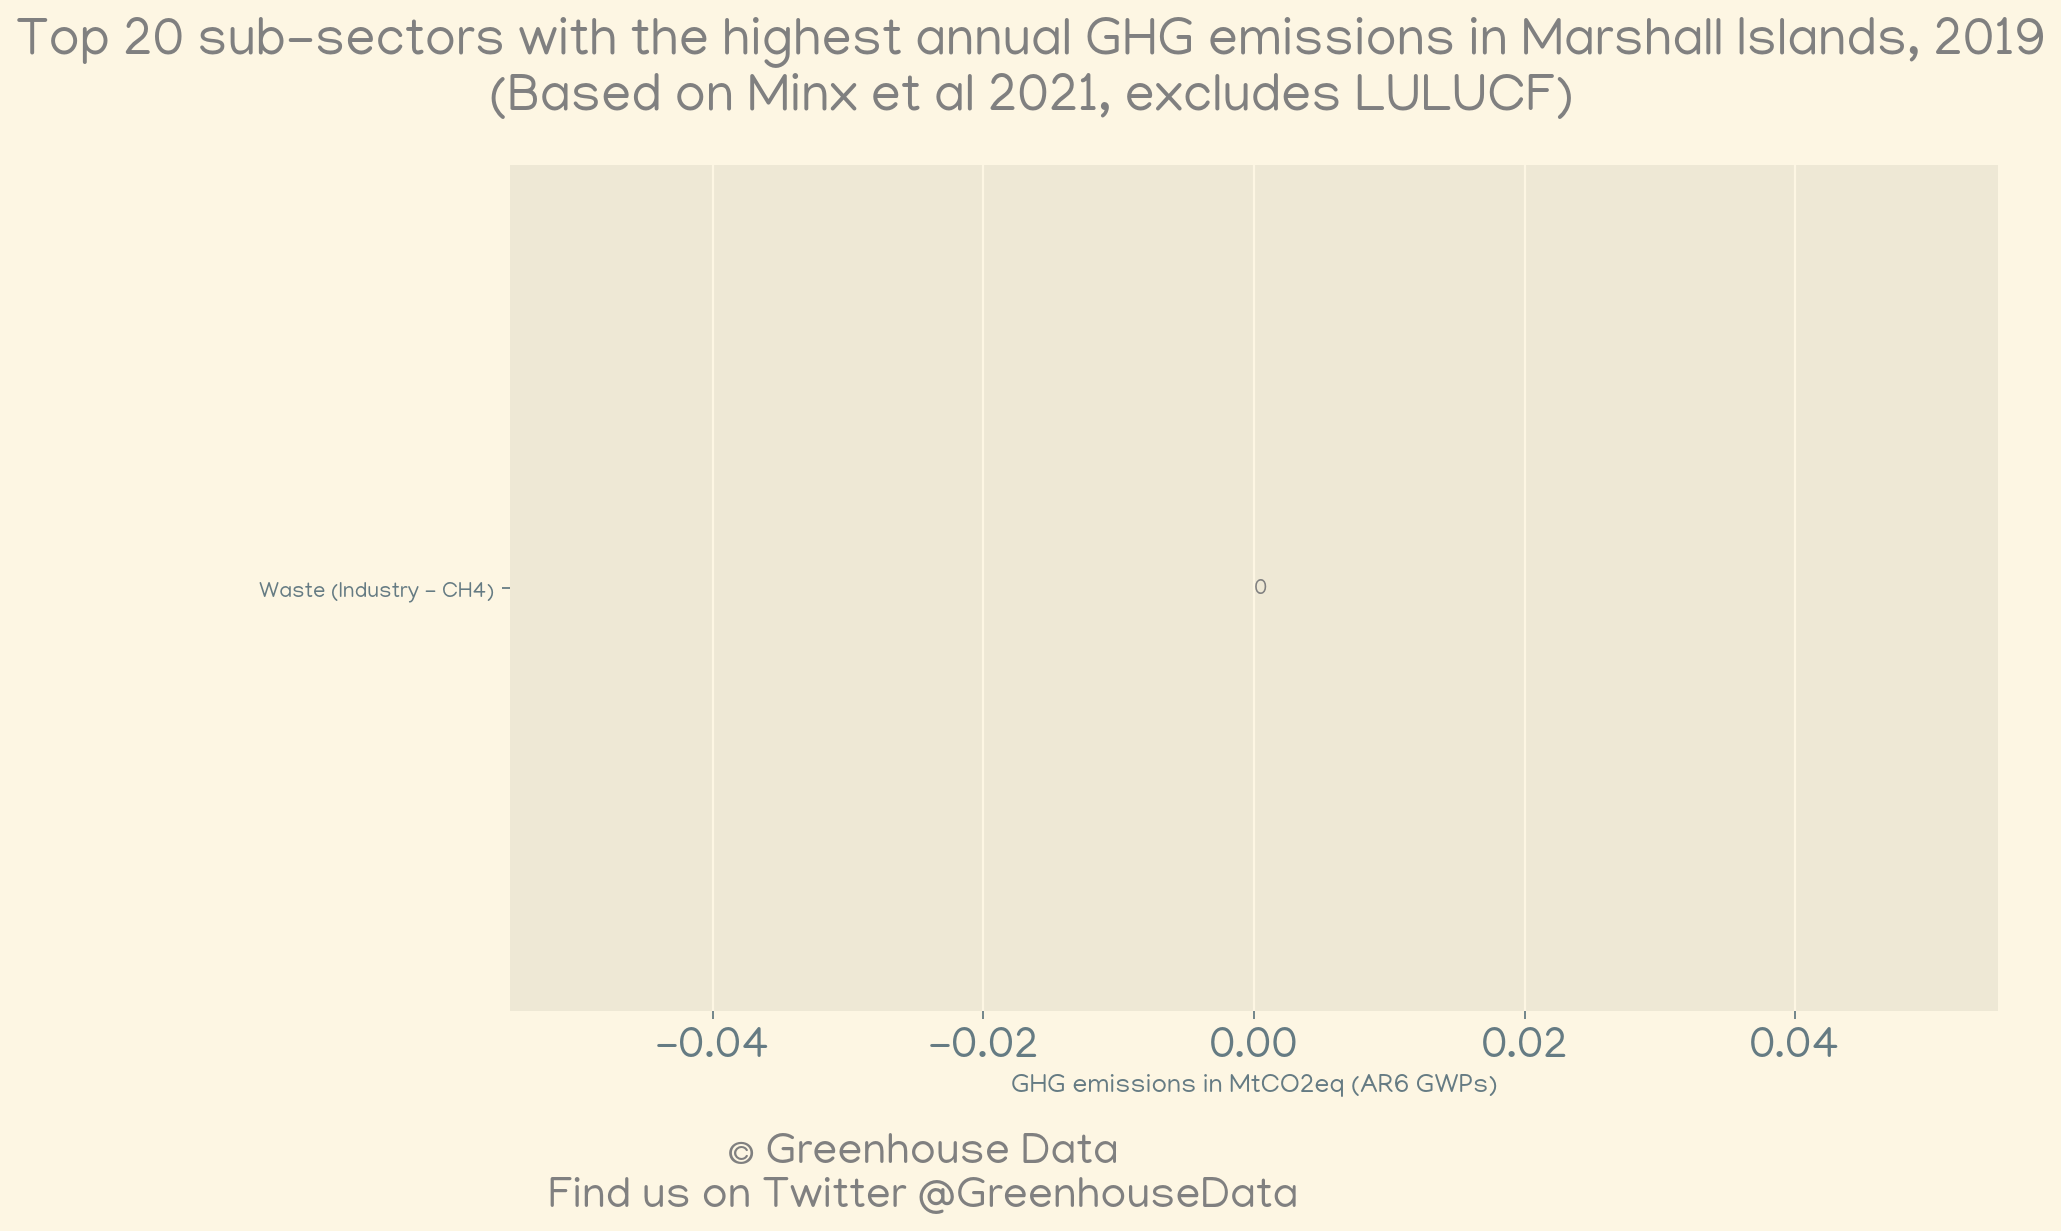 Top 20 sub-sectors with the highest annual GHG emissions in Marshall Islands, 2019
(Based on Minx et al 2021, excludes LULUCF)
Waste (Industry - CH4)
0
-0.04
-0.02
0.00
0.02
0.04
GHG emissions in MtCO2eq (AR6 GWPs)
© Greenhouse Data
Find us on Twitter @GreenhouseData